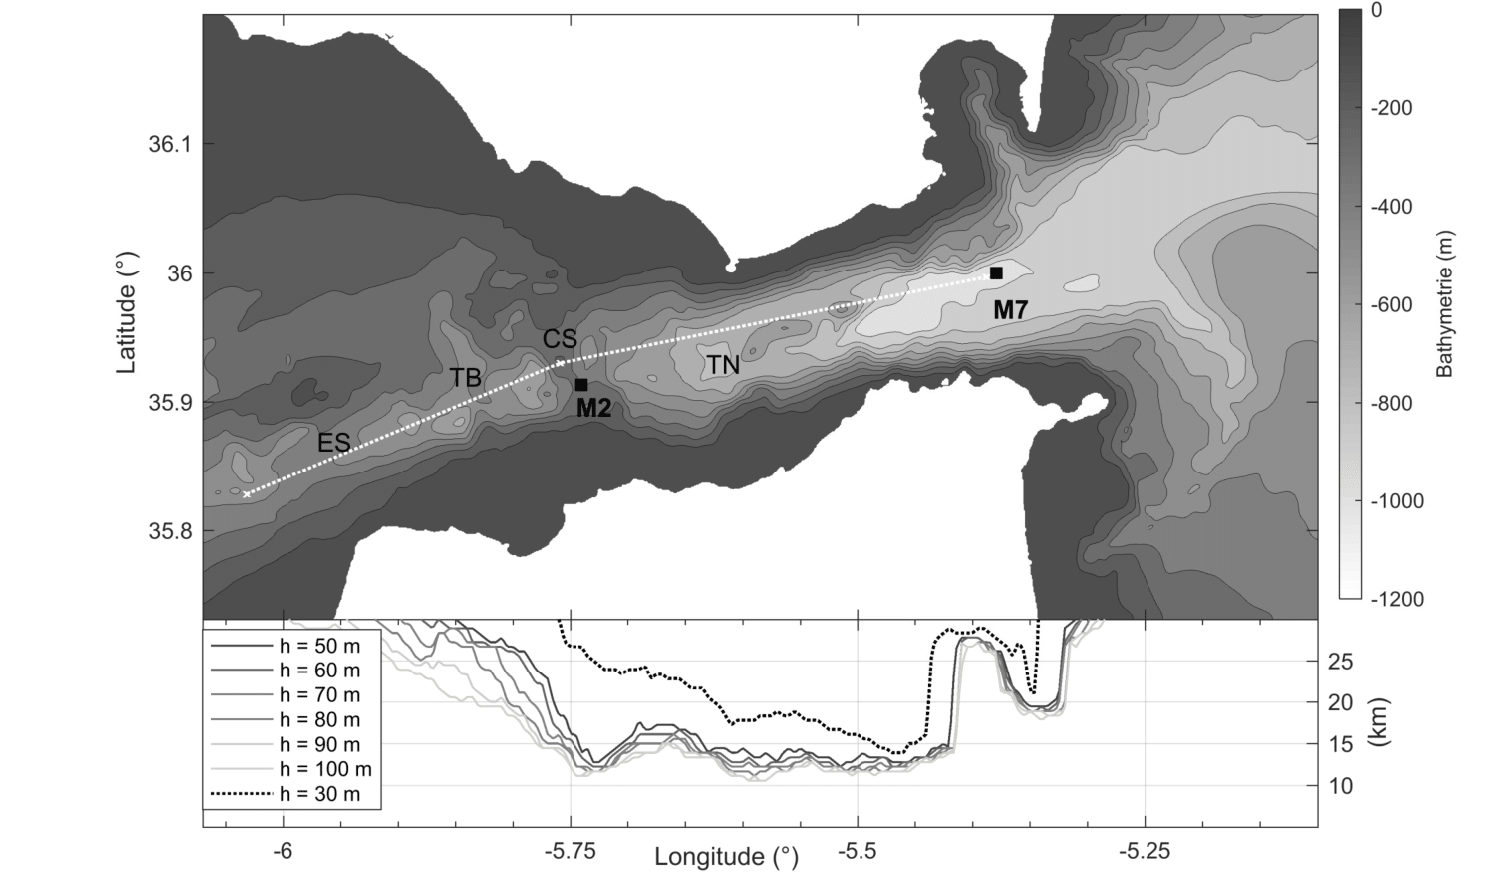 0
-200
-400
-600
-800
-1000
-1200
Bathymetrie (m)
36.1
36
35.9
35.8
Latitude (°)
CS
TB
TN
ES
M2
M7
h = 50 m
h = 60 m
h = 70 m
h = 80 m
h = 90 m
h = 100 m
h = 30 m
25
20
15
10
(km)
-6
-5.75
-5.5
-5.25
Longitude (°)